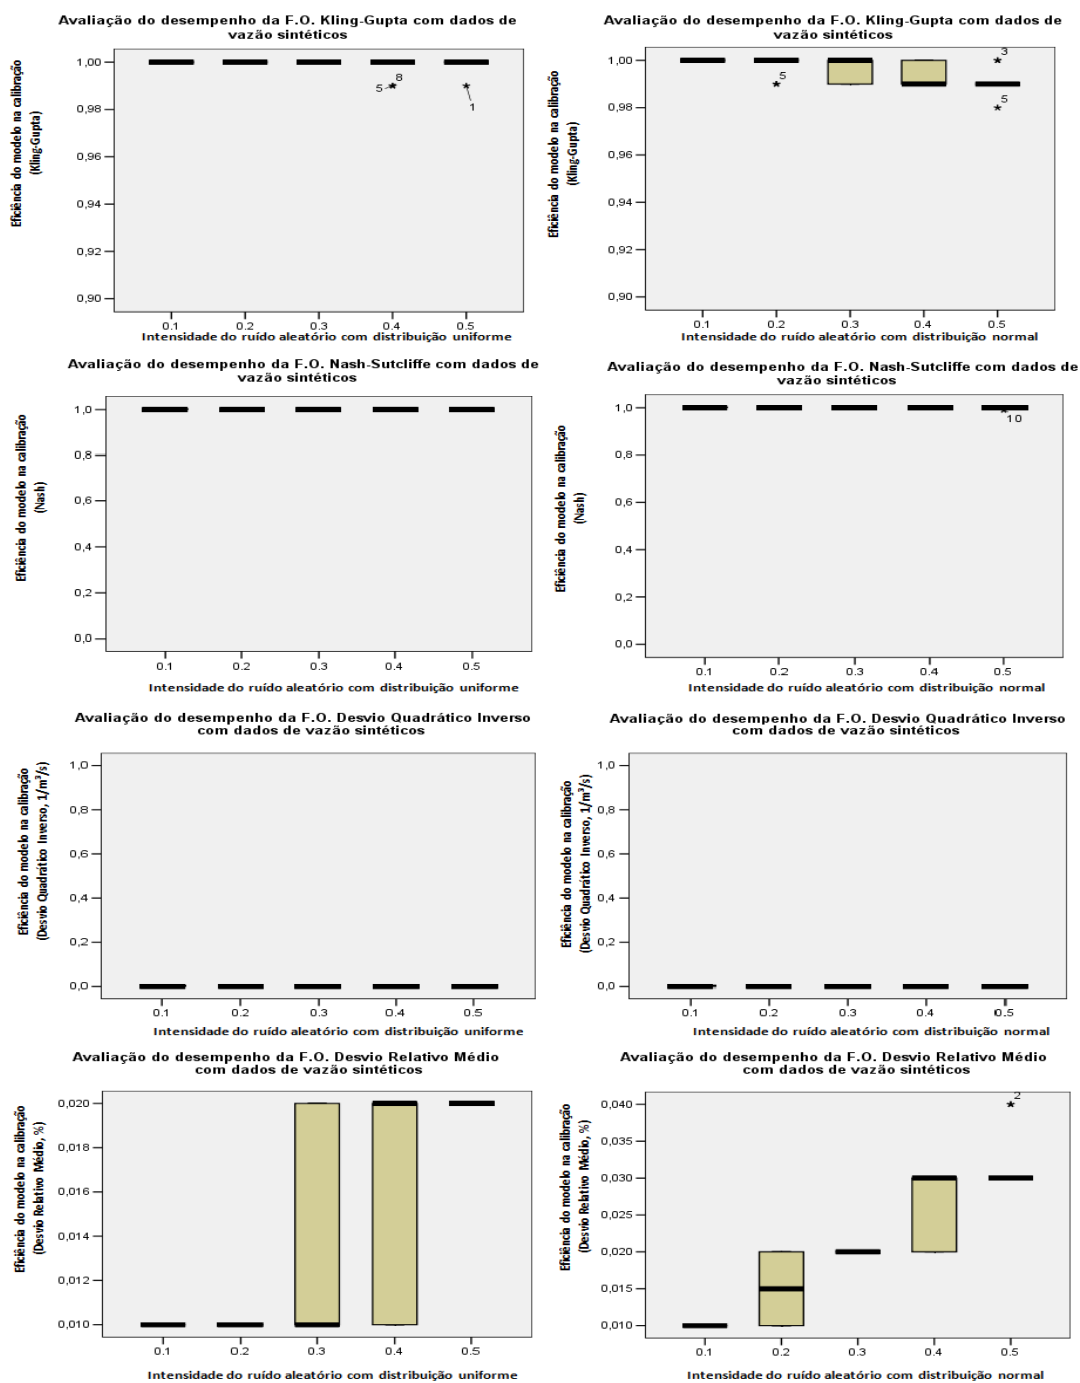 Avaliação do desempenho da F.O. Kling-Gupta com dados de
vazão sintéticos
Eficiência do modelo na calibração
(Kling-Gupta)
1,00
0,98
0,96
0,94
0,92
0,90
5
8
1
0.1 0.2 0.3 0.4 0.5
Intensidade do ruído aleatório com distribuição uniforme
Avaliação do desempenho da F.O. Kling-Gupta com dados de
vazão sintéticos
Eficiência do modelo na calibração
(Kling-Gupta)
1,00
0,98
0,96
0,94
0,92
0,90
5
3
5
0.1 0.2 0.3 0.4 0.5
Intensidade do ruído aleatório com distribuição normal
Avaliação do desempenho da F.O. Nash-Sutcliffe com dados de
vazão sintéticos
Eficiência do modelo na calibração
(Nash)
1,0
0,8
0,6
0,4
0,2
0,0
0.1 0.2 0.3 0.4 0.5
Intensidade do ruído aleatório com distribuição uniforme
Avaliação do desempenho da F.O. Nash-Sutcliffe com dados de
vazão sintéticos
Eficiência do modelo na calibração
(Nash)
1,0
0,8
0,6
0,4
0,2
0,0
10
0.1 0.2 0.3 0.4 0.5
Intensidade do ruído aleatório com distribuição normal
Avaliação do desempenho da F.O. Desvio Quadrático Inverso
com dados de vazão sintéticos
Eficiência do modelo na calibração
(Desvio Quadrático Inverso, 1/m³/s)
1,0
0,8
0,6
0,4
0,2
0,0
0.1 0.2 0.3 0.4 0.5
Intensidade do ruído aleatório com distribuição uniforme
Avaliação do desempenho da F.O. Desvio Quadrático Inverso
com dados de vazão sintéticos
Eficiência do modelo na calibração
(Desvio Quadrático Inverso, 1/m³/s)
1,0
0,8
0,6
0,4
0,2
0,0
0.1 0.2 0.3 0.4 0.5
Intensidade do ruído aleatório com distribuição normal
Avaliação do desempenho da F.O. Desvio Relativo Médio
com dados de vazão sintéticos
Eficiência do modelo na calibração
(Desvio Relativo Médio, %)
0,020
0,018
0,016
0,014
0,012
0,010
0.1 0.2 0.3 0.4 0.5
Intensidade do ruído aleatório com distribuição uniforme
Avaliação do desempenho da F.O. Desvio Relativo Médio
com dados de vazão sintéticos
Eficiência do modelo na calibração
(Desvio Relativo Médio, %)
0,040
0,035
0,030
0,025
0,020
0,015
0,010
2
0.1 0.2 0.3 0.4 0.5
Intensidade do ruído aleatório com distribuição normal